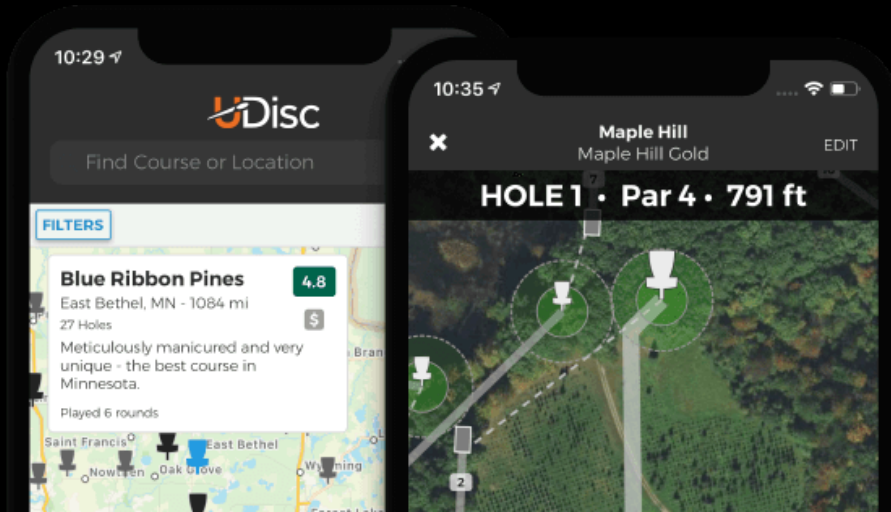 10:29
UDisc
Find Course or Location
FILTERS
Blue Ribbon Pines
4.8
East Bethel, MN - 1084 mi
27 Holes
$
Meticulously manicured and very
unique - the best course in
Minnesota.
Played 6 rounds
Bran
Saint Francis
East Bethel
Oak Grove
10:35
Maple Hill
Maple Hill Gold
EDIT
7
HOLE 1 • Par 4 • 791 ft
2